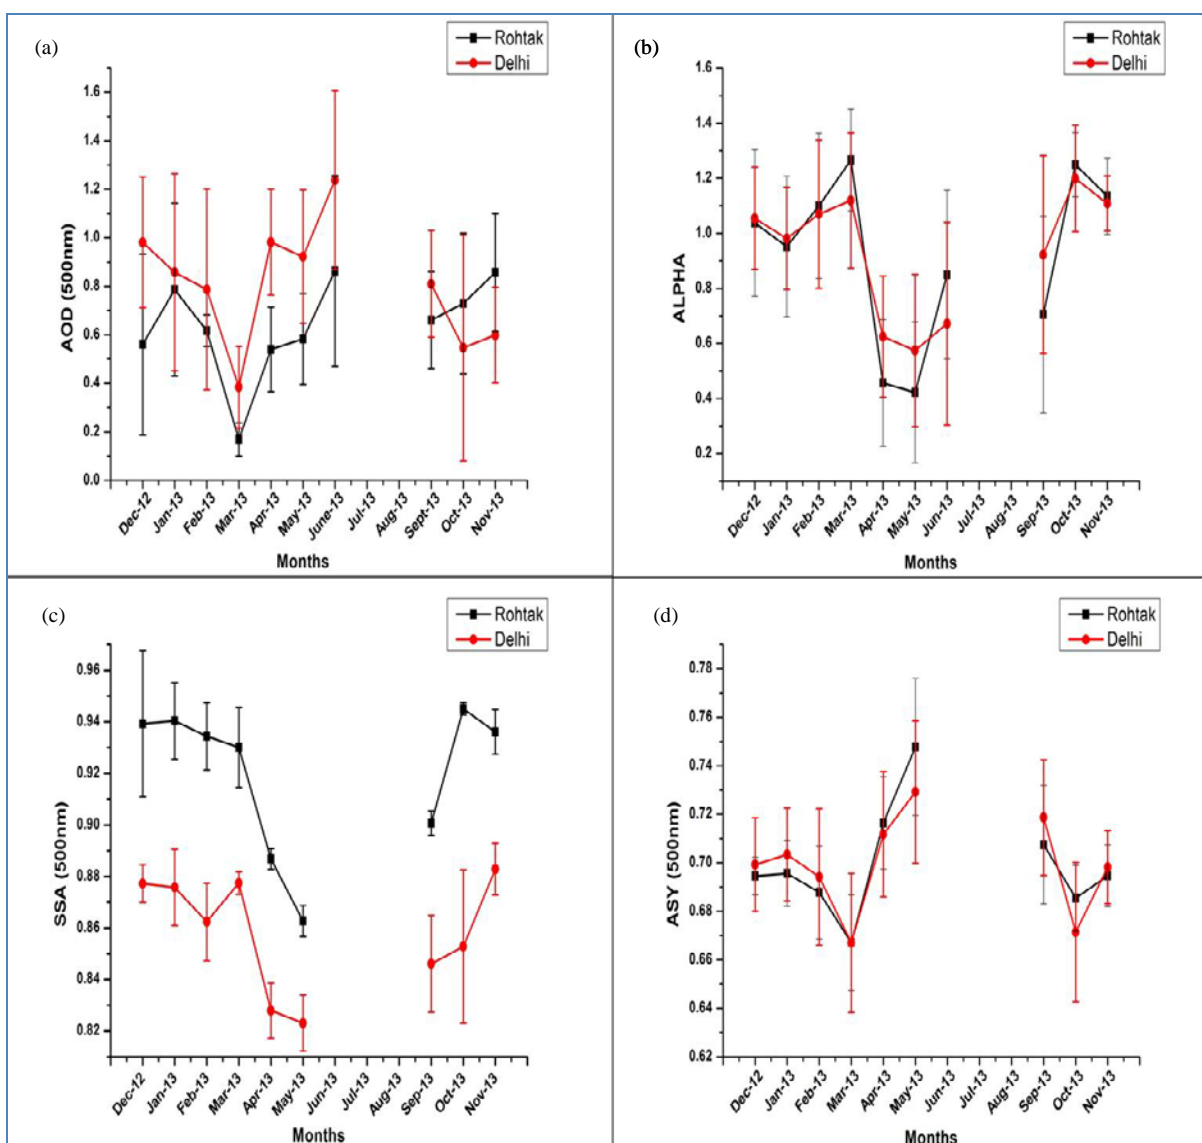 (a)
Rohtak
Delhi
AOD (500nm)
1.6
1.4
1.2
1.0
0.8
0.6
0.4
0.2
0.0
Dec-12
Jan-13
Feb-13
Mar-13
Apr-13
May-13
June-13
Jul-13
Aug-13
Sept-13
Oct-13
Nov-13
Months
(b)
Rohtak
Delhi
ALPHA
1.6
1.4
1.2
1.0
0.8
0.6
0.4
0.2
Dec-12
Jan-13
Feb-13
Mar-13
Apr-13
May-13
Jun-13
Jul-13
Aug-13
Sep-13
Oct-13
Nov-13
Months
(c)
Rohtak
Delhi
SSA (500nm)
0.96
0.94
0.92
0.90
0.88
0.86
0.84
0.82
Dec-12
Jan-13
Feb-13
Mar-13
Apr-13
May-13
Jun-13
Jul-13
Aug-13
Sep-13
Oct-13
Nov-13
Months
(d)
Rohtak
Delhi
ASY (500nm)
0.78
0.76
0.74
0.72
0.70
0.68
0.66
0.64
0.62
Dec-12
Jan-13
Feb-13
Mar-13
Apr-13
May-13
Jun-13
Jul-13
Aug-13
Sep-13
Oct-13
Nov-13
Months